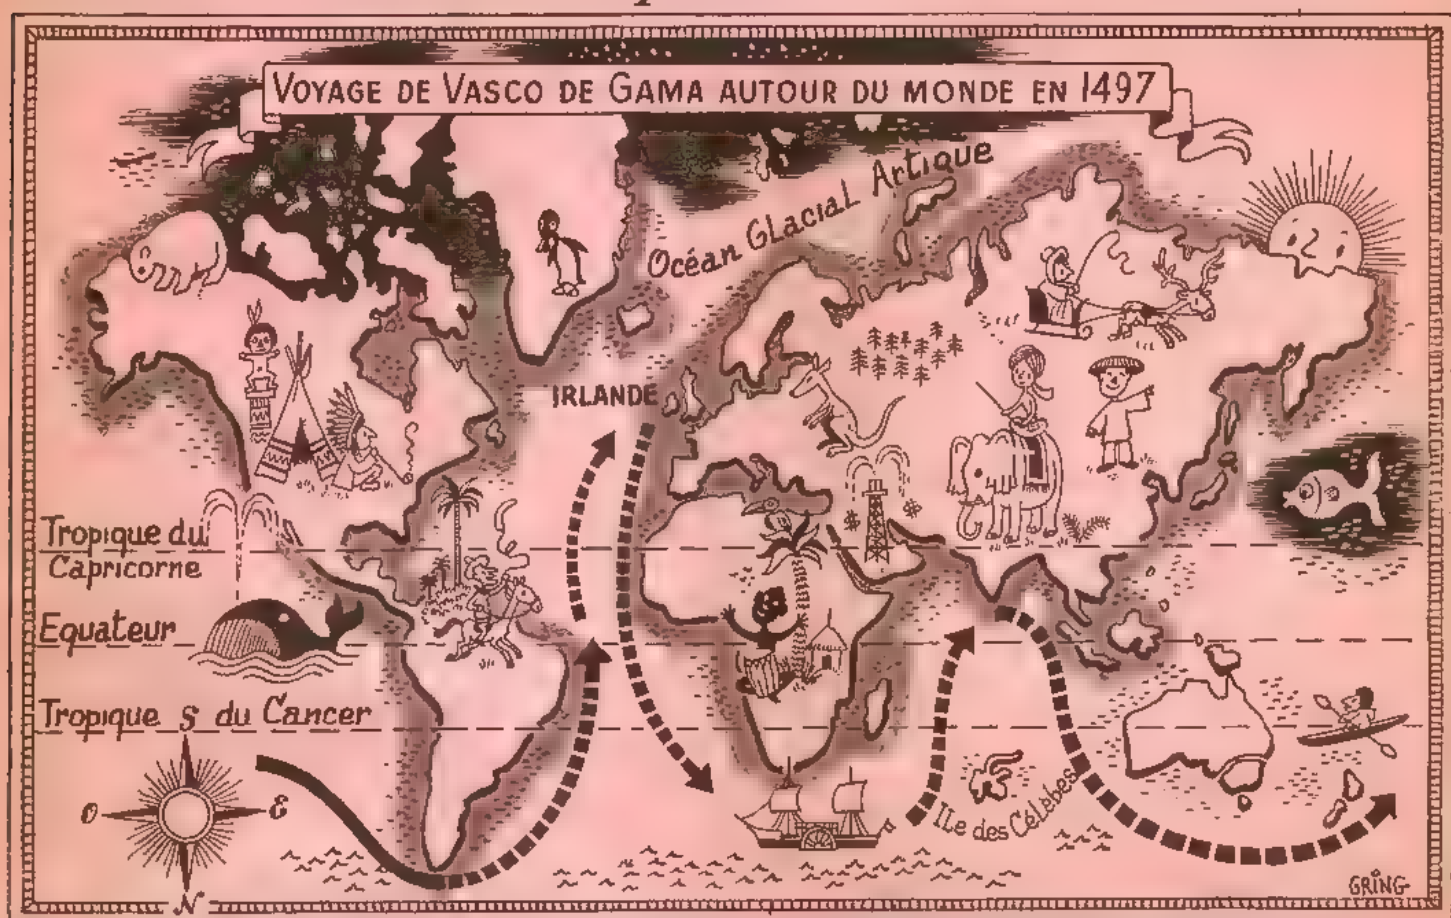 VOYAGE DE VASCO DE GAMA AUTOUR DU MONDE EN 1497
Océan Glacial Artique
IRLANDE
Tropique du
Capricorne
Equateur
Tropique du Cancer
S
O
E
N
Ile des Célèbes
GRING